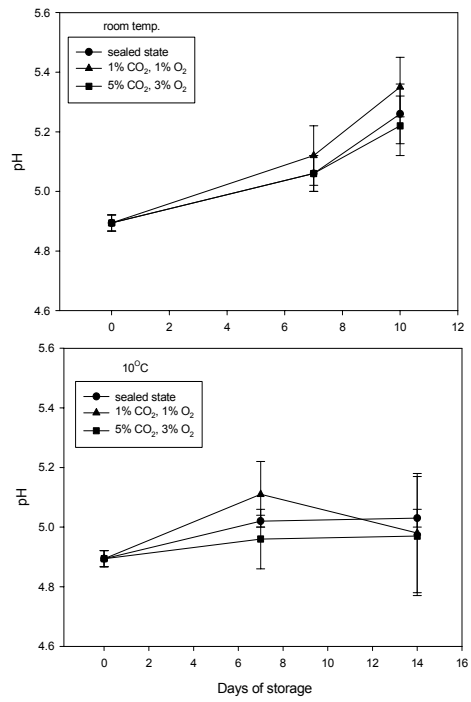 5.6
room temp.
sealed state
1% CO₂, 1% O₂
5% CO₂, 3% O₂
5.4
5.2
5.0
4.8
4.6
pH
0 2 4 6 8 10 12
5.6
10°C
sealed state
1% CO₂, 1% O₂
5% CO₂, 3% O₂
5.4
5.2
5.0
4.8
4.6
pH
0 2 4 6 8 10 12 14 16
Days of storage